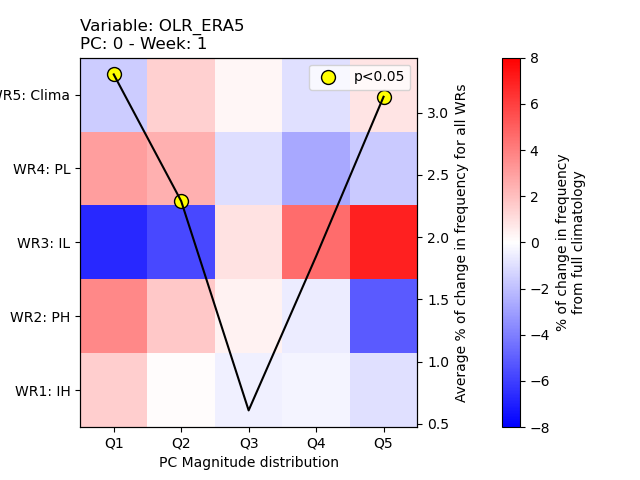 Variable: OLR_ERA5
PC: 0 - Week: 1
p<0.05
WR5: Clima
WR4: PL
WR3: IL
WR2: PH
WR1: IH
Q1 Q2 Q3 Q4 Q5
PC Magnitude distribution
3.0
2.5
2.0
1.5
1.0
0.5
Average % of change in frequency for all WRs
8
6
4
2
0
−2
−4
−6
−8
% of change in frequency
from full climatology